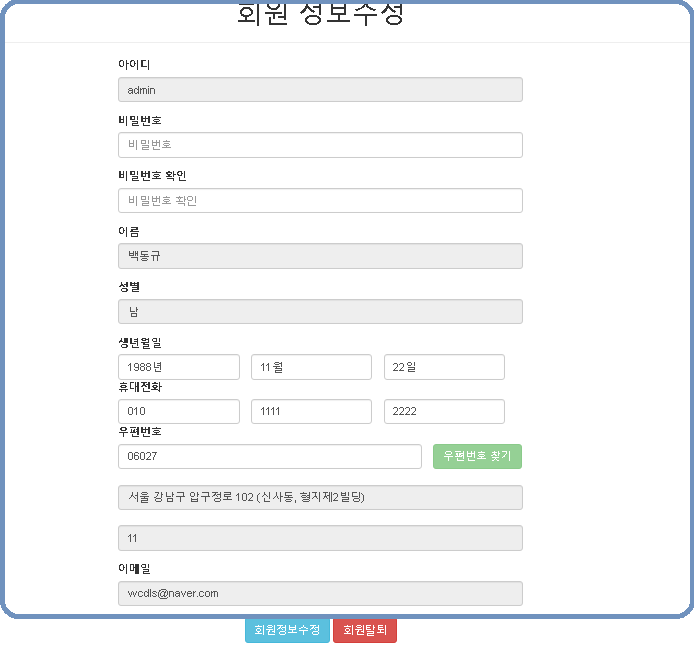 회원 정보수정
아이디
admin
비밀번호
비밀번호
비밀번호 확인
비밀번호 확인
이름
백동규
성별
남
생년월일
1988년 11월 22일
휴대전화
010 1111 2222
우편번호
06027 우편번호 찾기
서울 강남구 압구정로 102 (신사동, 형지제2빌딩)
11
이메일
wcdls@naver.com
회원정보수정 회원탈퇴